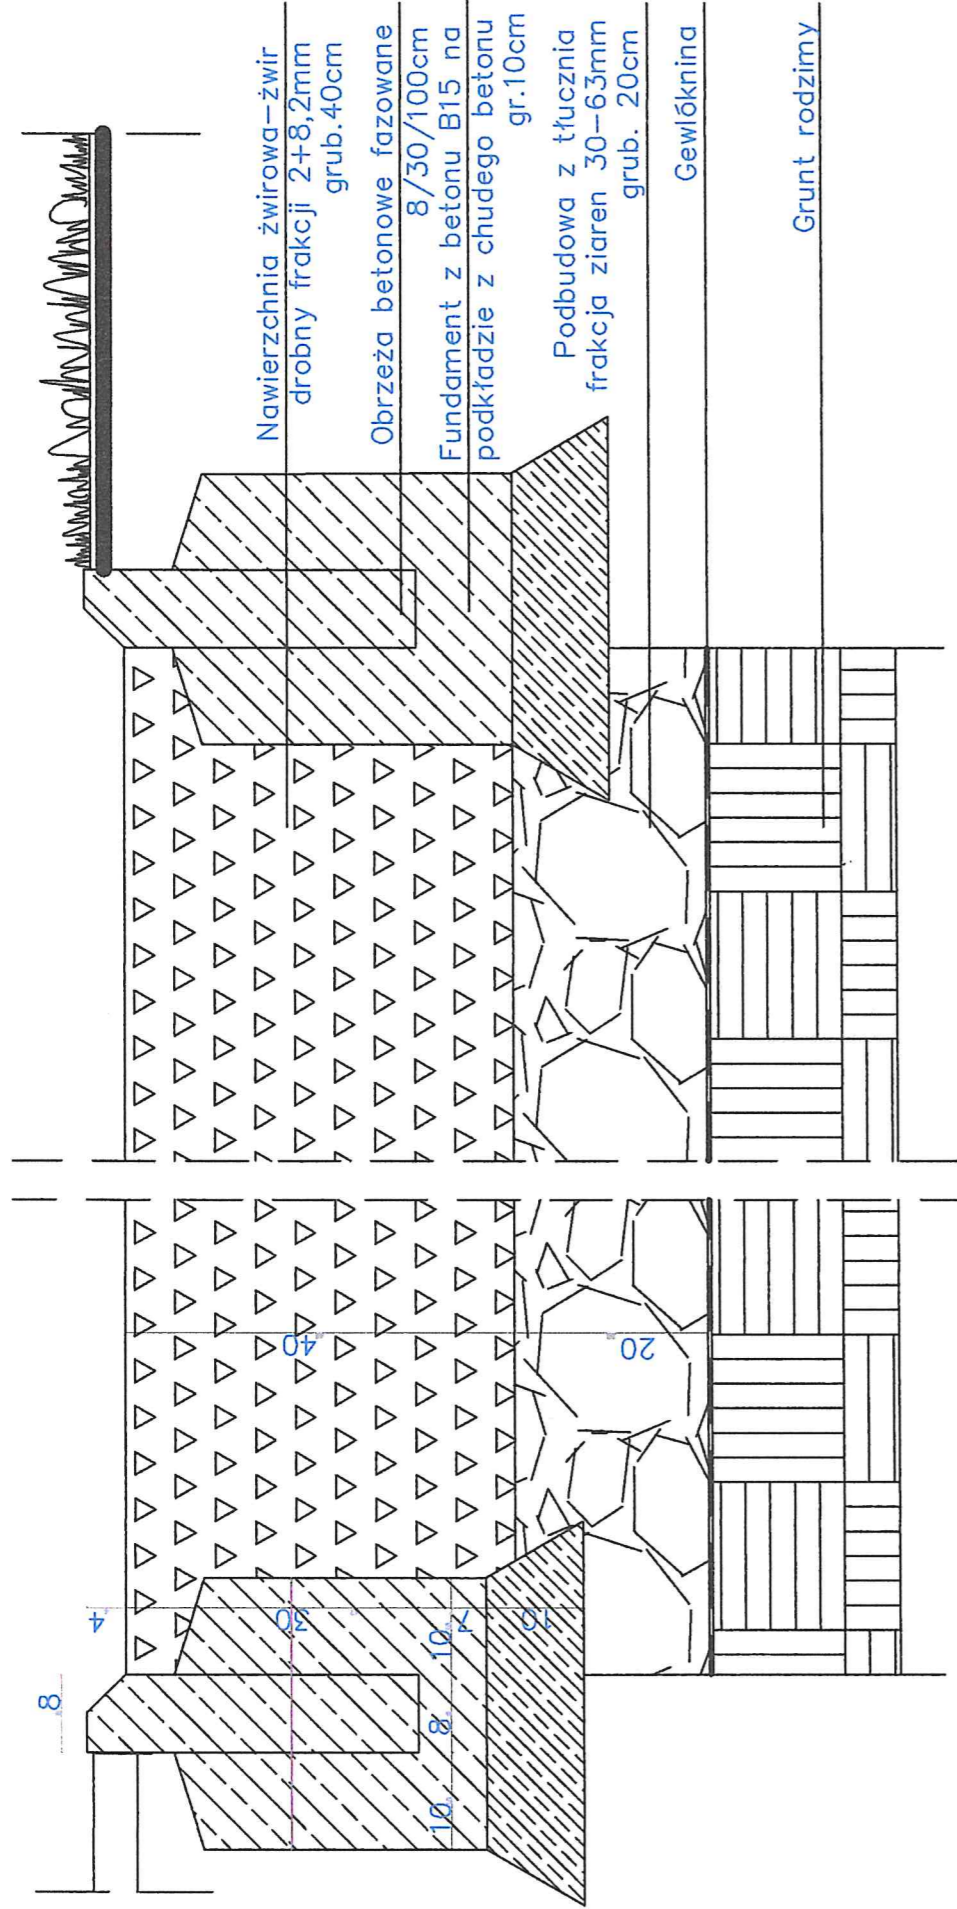 Nawierzchnia żwirowa-żwir
drobny frakcji 2+8,2mm
grub.40cm
Obrzeża betonowe fazowane
8/30/100cm
Fundament z betonu B15 na
podkładzie z chudego betonu
gr.10cm
Podbudowa z tłucznia
frakcja ziaren 30-63mm
grub. 20cm
Gewlóknina
Grunt rodzimy
40
20
4
30
7
10
8
10
8
10